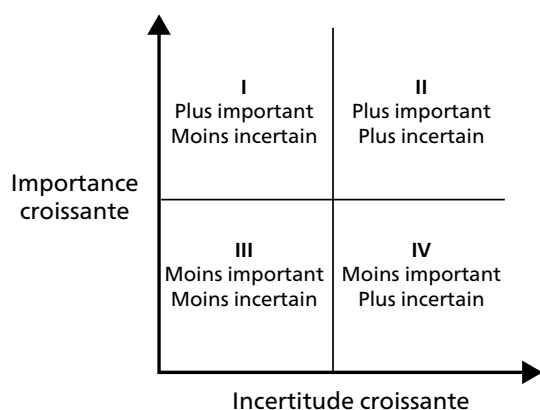 I
Plus important
Moins incertain
II
Plus important
Plus incertain
Importance
croissante
III
Moins important
Moins incertain
IV
Moins important
Plus incertain
Incertitude croissante